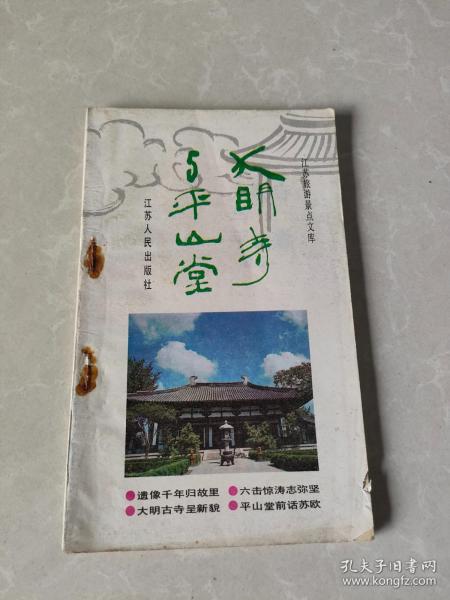 江苏旅游景点文库
大明寺
与平山堂
江苏人民出版社
遗像千年归故里
六击惊涛志弥坚
大明古寺呈新貌
平山堂前话苏欧
孔夫子旧书网
www.kongfz.com